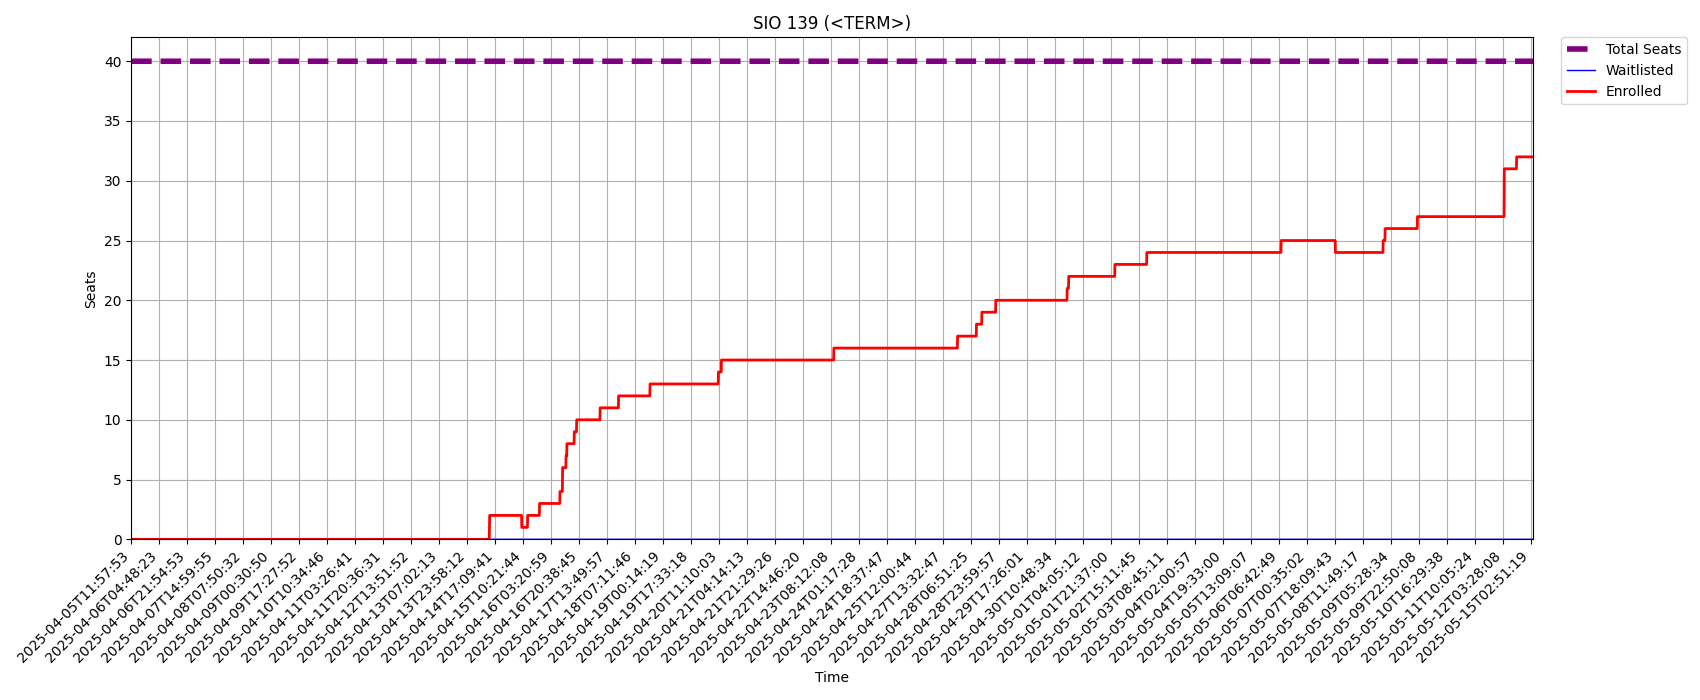 SIO 139 (<TERM>)
Total Seats
Waitlisted
Enrolled
40
35
30
25
20
15
10
5
0
Seats
2025-04-05T11:57:53
2025-04-06T04:48:23
2025-04-06T21:54:53
2025-04-07T14:59:55
2025-04-08T07:50:32
2025-04-09T00:30:50
2025-04-09T17:27:52
2025-04-10T10:34:46
2025-04-11T03:26:41
2025-04-11T20:36:31
2025-04-12T13:51:52
2025-04-13T07:02:13
2025-04-13T23:58:12
2025-04-14T17:09:41
2025-04-15T10:21:44
2025-04-16T03:20:59
2025-04-16T20:38:45
2025-04-17T13:49:57
2025-04-18T07:11:46
2025-04-19T00:14:19
2025-04-19T17:33:18
2025-04-20T11:10:03
2025-04-21T04:14:13
2025-04-21T21:29:26
2025-04-22T14:46:20
2025-04-23T08:12:08
2025-04-24T01:17:28
2025-04-24T18:37:47
2025-04-25T12:00:44
2025-04-27T13:32:47
2025-04-28T06:51:25
2025-04-28T23:59:57
2025-04-29T17:26:01
2025-04-30T10:48:34
2025-05-01T04:05:12
2025-05-01T21:37:00
2025-05-02T15:11:45
2025-05-03T08:45:11
2025-05-04T02:00:57
2025-05-04T19:33:00
2025-05-05T13:09:07
2025-05-06T06:42:49
2025-05-07T00:35:02
2025-05-07T18:09:43
2025-05-08T11:49:17
2025-05-09T05:28:34
2025-05-09T22:50:08
2025-05-10T16:29:38
2025-05-11T10:05:24
2025-05-12T03:28:08
2025-05-15T02:51:19
Time